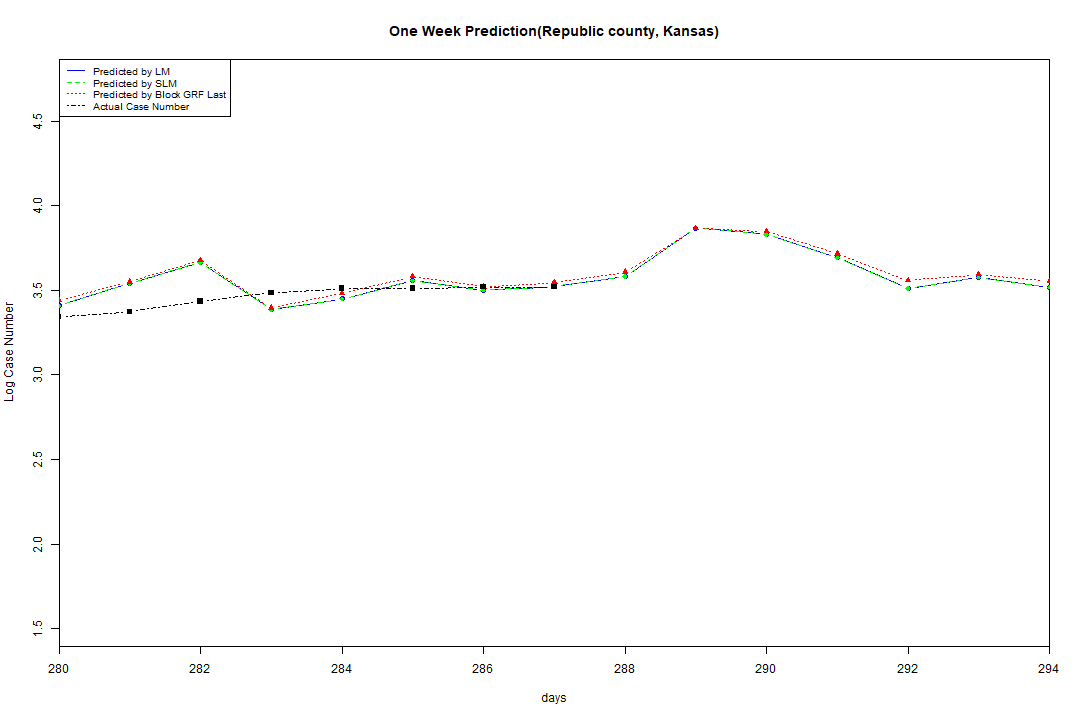 One Week Prediction(Republic county, Kansas)
Predicted by LM
Predicted by SLM
Predicted by Block GRF Last
Actual Case Number
4.5
4.0
3.5
3.0
2.5
2.0
1.5
Log Case Number
280 282 284 286 288 290 292 294
days